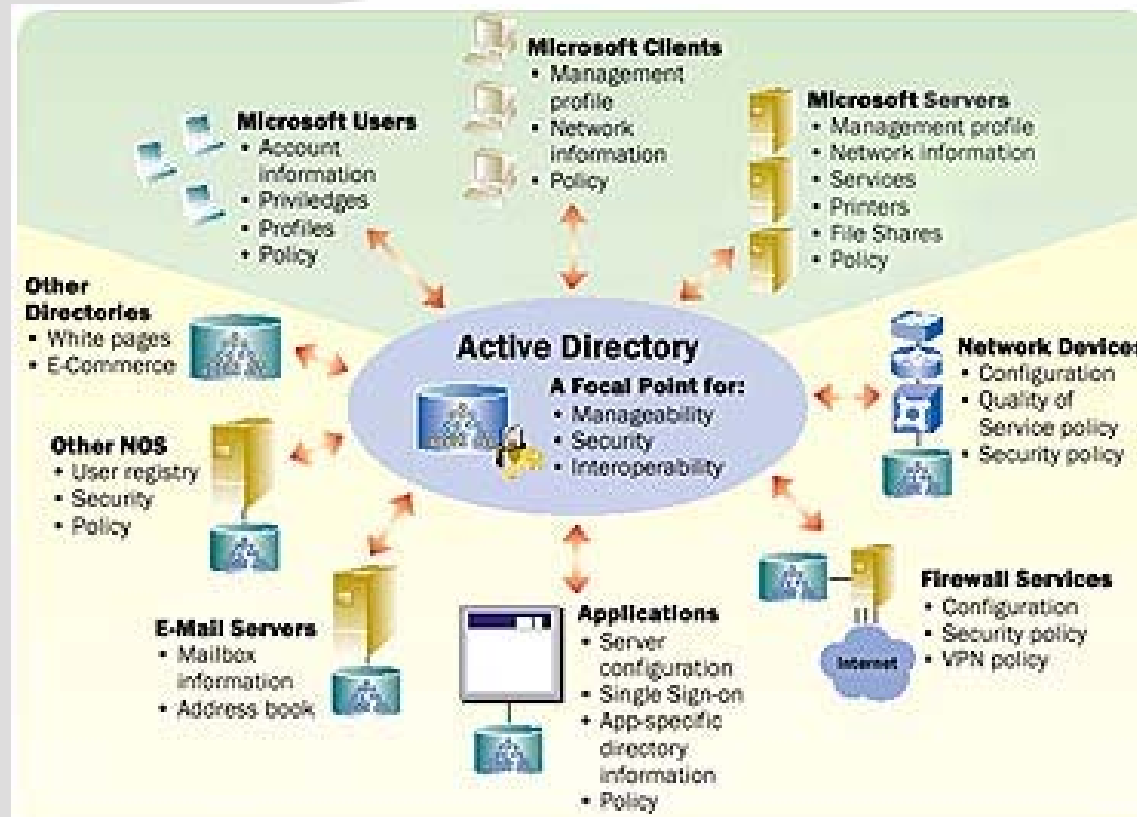 Microsoft Clients
• Management
profile
• Network
information
• Policy
Microsoft Users
• Account
information
• Priviledges
• Profiles
• Policy
Microsoft Servers
• Management profile
• Network information
• Services
• Printers
• File Shares
• Policy
Other
Directories
• White pages
• E-Commerce
Active Directory
A Focal Point for:
• Manageability
• Security
• Interoperability
Network Devices
• Configuration
• Quality of
Service policy
• Security policy
Other NOS
• User registry
• Security
• Policy
E-Mail Servers
• Mailbox
information
• Address book
Applications
• Server
configuration
• Single Sign-on
• App-specific
directory
information
• Policy
Firewall Services
• Configuration
• Security policy
• VPN policy
Internet